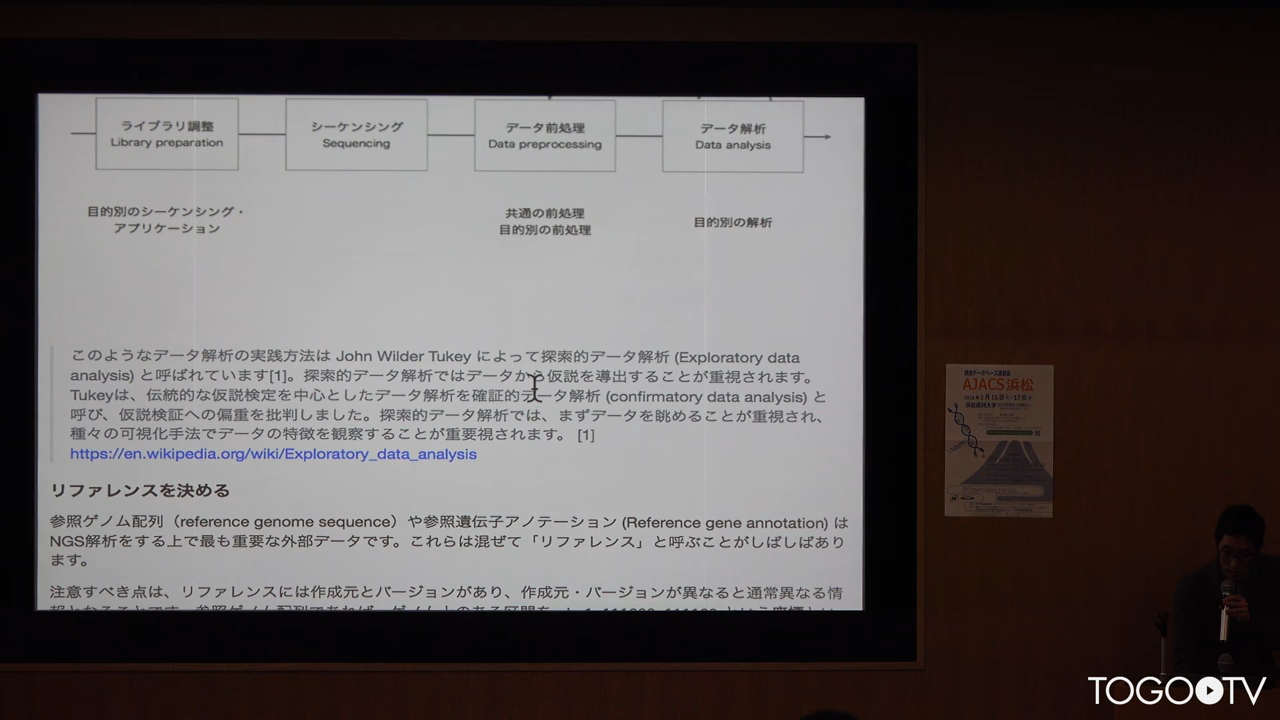 ライブラリ調整
Library preparation
シーケンシング
Sequencing
データ前処理
Data preprocessing
データ解析
Data analysis
目的別のシーケンシング・
アプリケーション
共通の前処理
目的別の前処理
目的別の解析
このようなデータ解析の実践方法は John Wilder Tukey によって探索的データ解析 (Exploratory data
analysis) と呼ばれています[1]。探索的データ解析ではデータから仮説を導出することが重視されます。
Tukeyは、伝統的な仮説検定を中心としたデータ解析を確証的データ解析 (confirmatory data analysis) と
呼び、仮説検証への偏重を批判しました。探索的データ解析では、まずデータを眺めることが重視され、
種々の可視化手法でデータの特徴を観察することが重要視されます。 [1]
https://en.wikipedia.org/wiki/Exploratory_data_analysis
リファレンスを決める
参照ゲノム配列（reference genome sequence）や参照遺伝子アノテーション (Reference gene annotation) は
NGS解析をする上で最も重要な外部データです。これらは混ぜて「リファレンス」と呼ぶことがしばしばあり
ます。
注意すべき点は、リファレンスには作成元とバージョンがあり、作成元・バージョンが異なると通常異なる情
AJACS浜松
TOGOTV